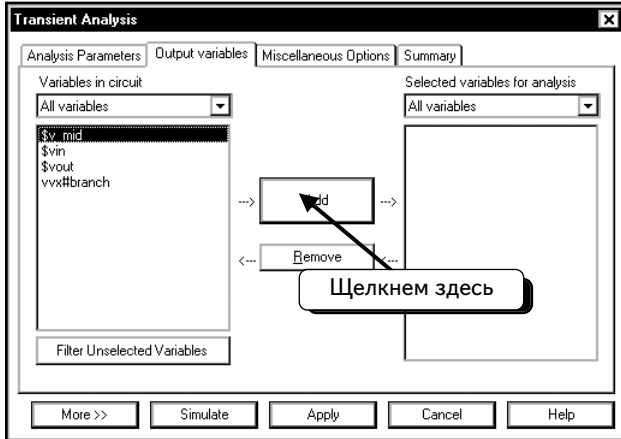 Transient Analysis
Analysis Parameters Output variables Miscellaneous Options Summary
Variables in circuit Selected variables for analysis
All variables All variables
$v_mid
$vin
$vout
vvx#branch
---> Add --->
<--- Remove <---
Щелкнем здесь
Filter Unselected Variables
More >> Simulate Apply Cancel Help